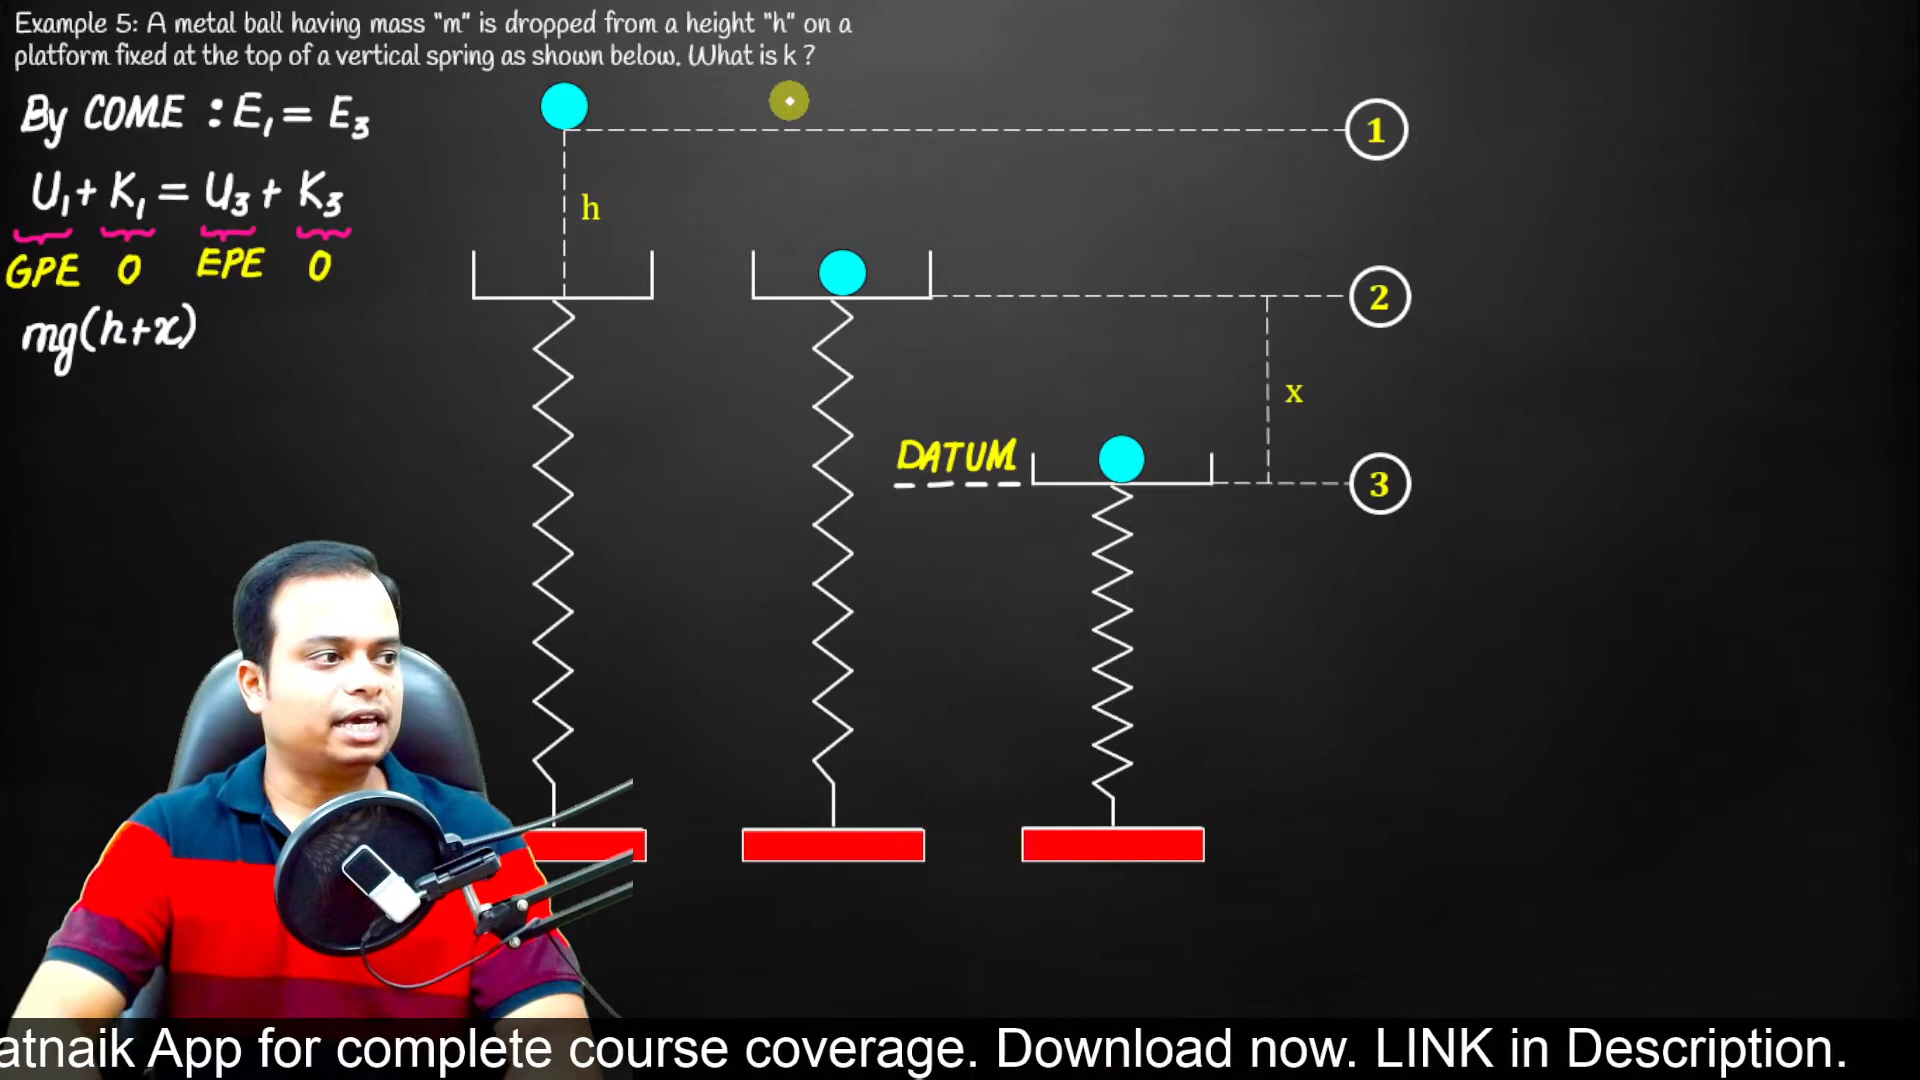 Example 5: A metal ball having mass "m" is dropped from a height "h" on a
platform fixed at the top of a vertical spring as shown below. What is k ?
By COME : E₁ = E₃
U₁ + K₁ = U₃ + K₃
GPE 0 EPE 0
mg(h+x)
h
x
DATUM
1
2
3
atnaik App for complete course coverage. Download now. LINK in Description.